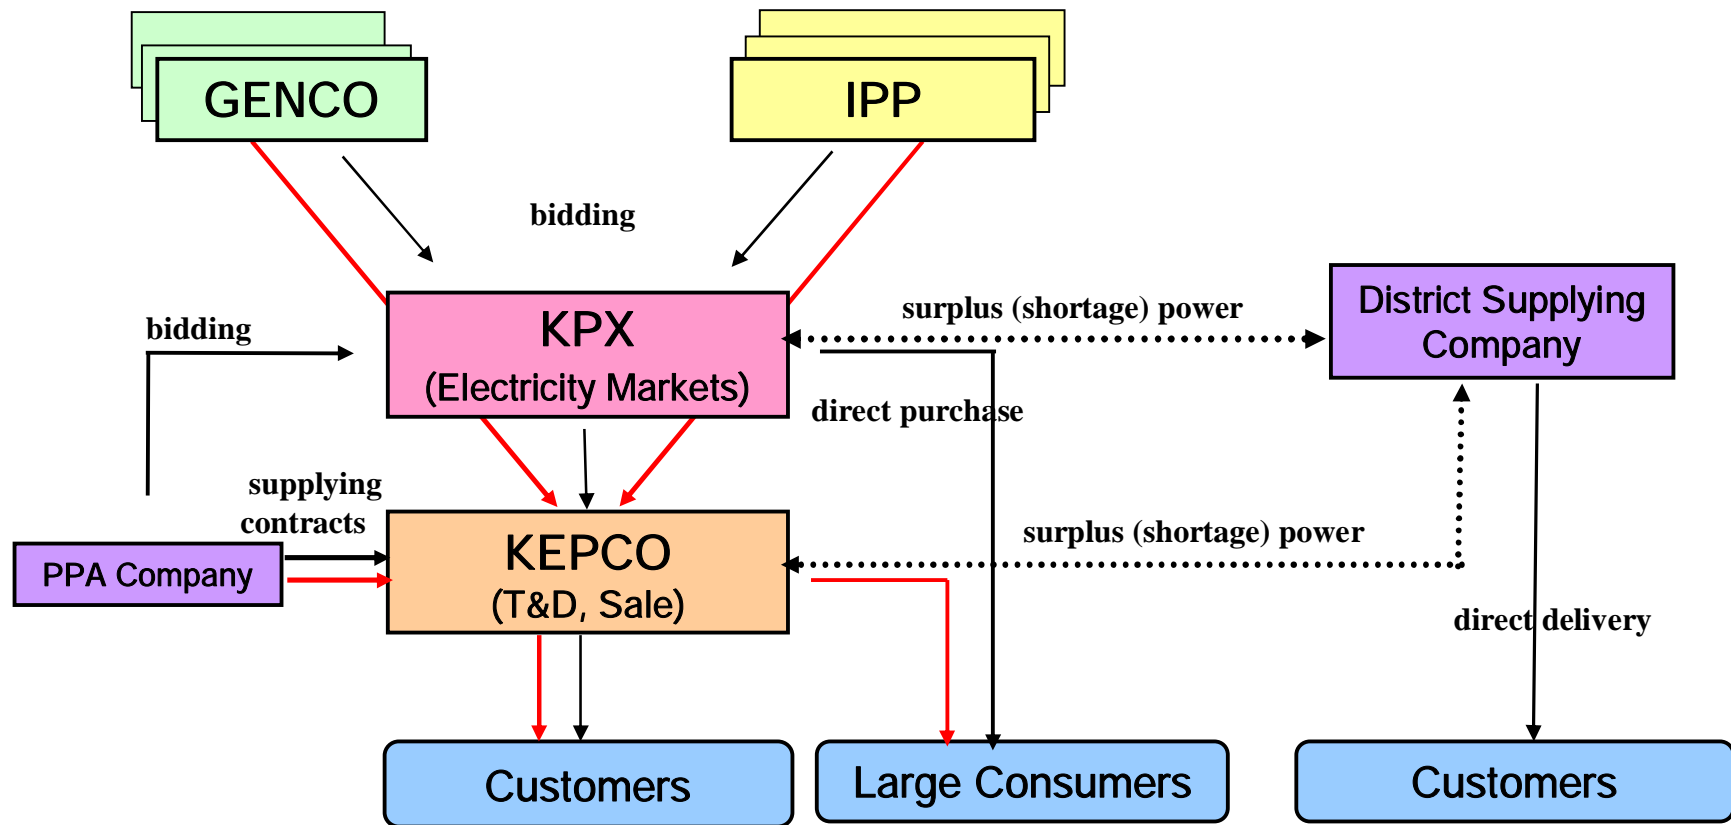 GENCO
IPP
bidding
bidding
KPX
(Electricity Markets)
surplus (shortage) power
District Supplying
Company
direct purchase
supplying
contracts
PPA Company
KEPCO
(T&D, Sale)
surplus (shortage) power
direct delivery
Customers
Large Consumers
Customers